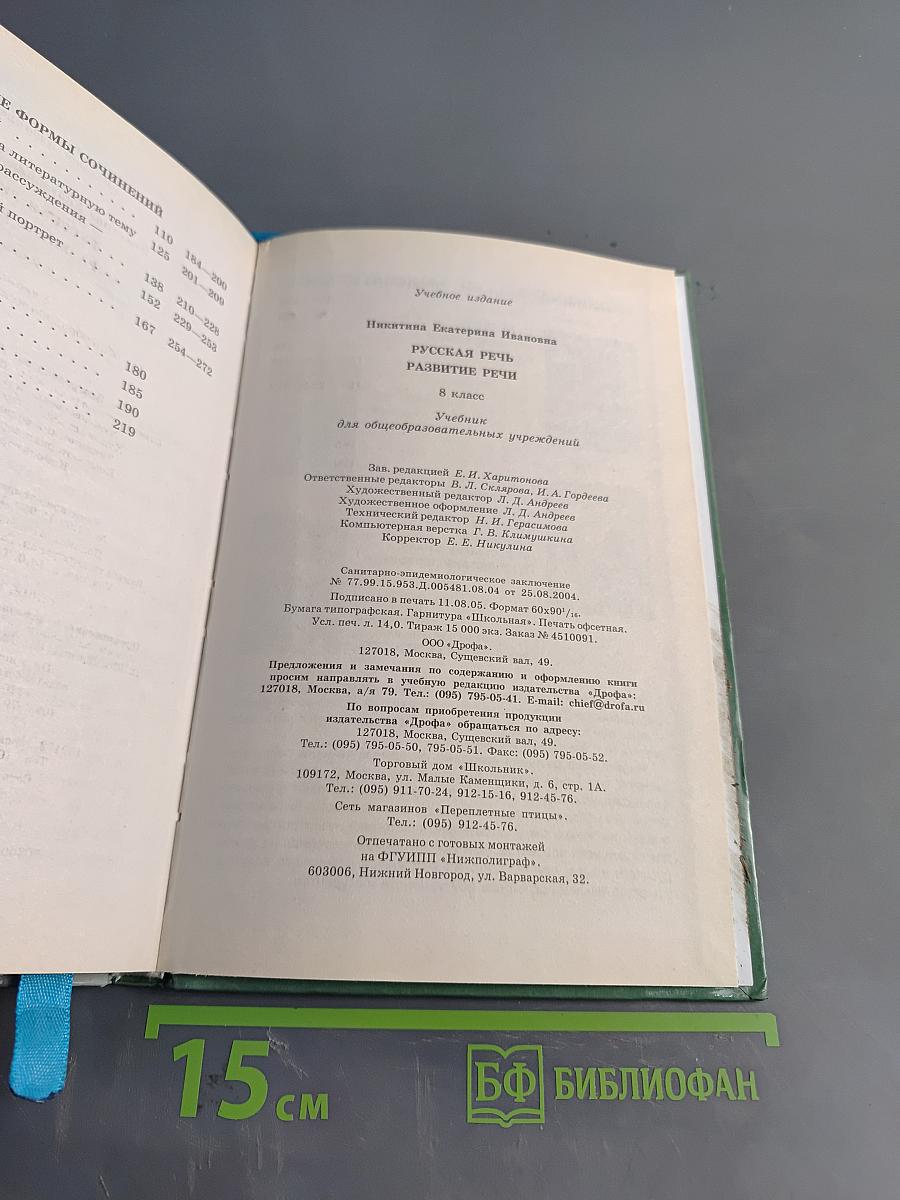 Е ФОРМЫ СОЧИНЕНИЙ
110 184—200
а литературную тему 125 201—209
рассуждения —
138 210—228
й портрет 152 229—253
167 254—272
180
185
190
219
Учебное издание
Никитина Екатерина Ивановна
РУССКАЯ РЕЧЬ
РАЗВИТИЕ РЕЧИ
8 класс
Учебник
для общеобразовательных учреждений
Зав. редакцией Е. И. Харитонова
Ответственные редакторы В. Л. Склярова, И. А. Гордеева
Художественный редактор Л. Д. Андреев
Художественное оформление Л. Д. Андреев
Технический редактор Н. И. Герасимова
Компьютерная верстка Г. В. Климушкина
Корректор Е. Е. Никулина
Санитарно-эпидемиологическое заключение
№ 77.99.15.953.Д.005481.08.04 от 25.08.2004.
Подписано в печать 11.08.05. Формат 60x90¹/₁₆.
Бумага типографская. Гарнитура «Школьная». Печать офсетная.
Усл. печ. л. 14,0. Тираж 15 000 экз. Заказ № 4510091.
ООО «Дрофа».
127018, Москва, Сущевский вал, 49.
Предложения и замечания по содержанию и оформлению книги
просим направлять в учебную редакцию издательства «Дрофа»:
127018, Москва, а/я 79. Тел.: (095) 795-05-41. E-mail: chief@drofa.ru
По вопросам приобретения продукции
издательства «Дрофа» обращаться по адресу:
127018, Москва, Сущевский вал, 49.
Тел.: (095) 795-05-50, 795-05-51. Факс: (095) 795-05-52.
Торговый дом «Школьник».
109172, Москва, ул. Малые Каменщики, д. 6, стр. 1А.
Тел.: (095) 911-70-24, 912-15-16, 912-45-76.
Сеть магазинов «Переплетные птицы».
Тел.: (095) 912-45-76.
Отпечатано с готовых монтажей
на ФГУИПП «Нижполиграф».
603006, Нижний Новгород, ул. Варварская, 32.
15 см
БФ БИБЛИОФАН